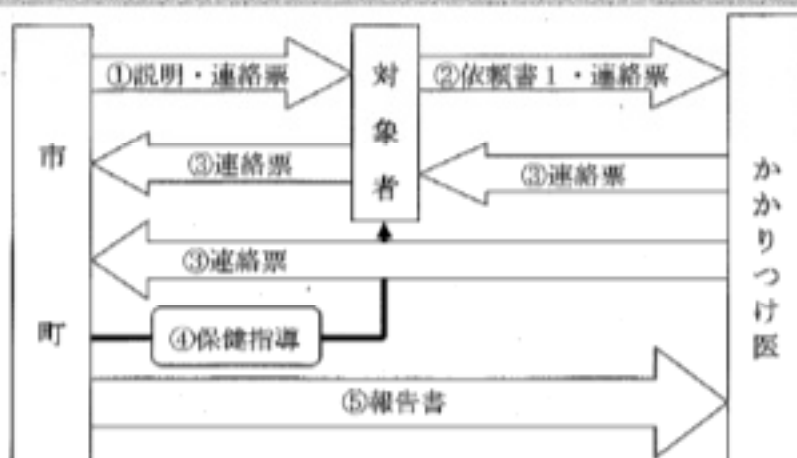 市町
①説明・連絡票
対象者
②依頼書1・連絡票
かかりつけ医
③連絡票
③連絡票
③連絡票
④保健指導
⑤報告書